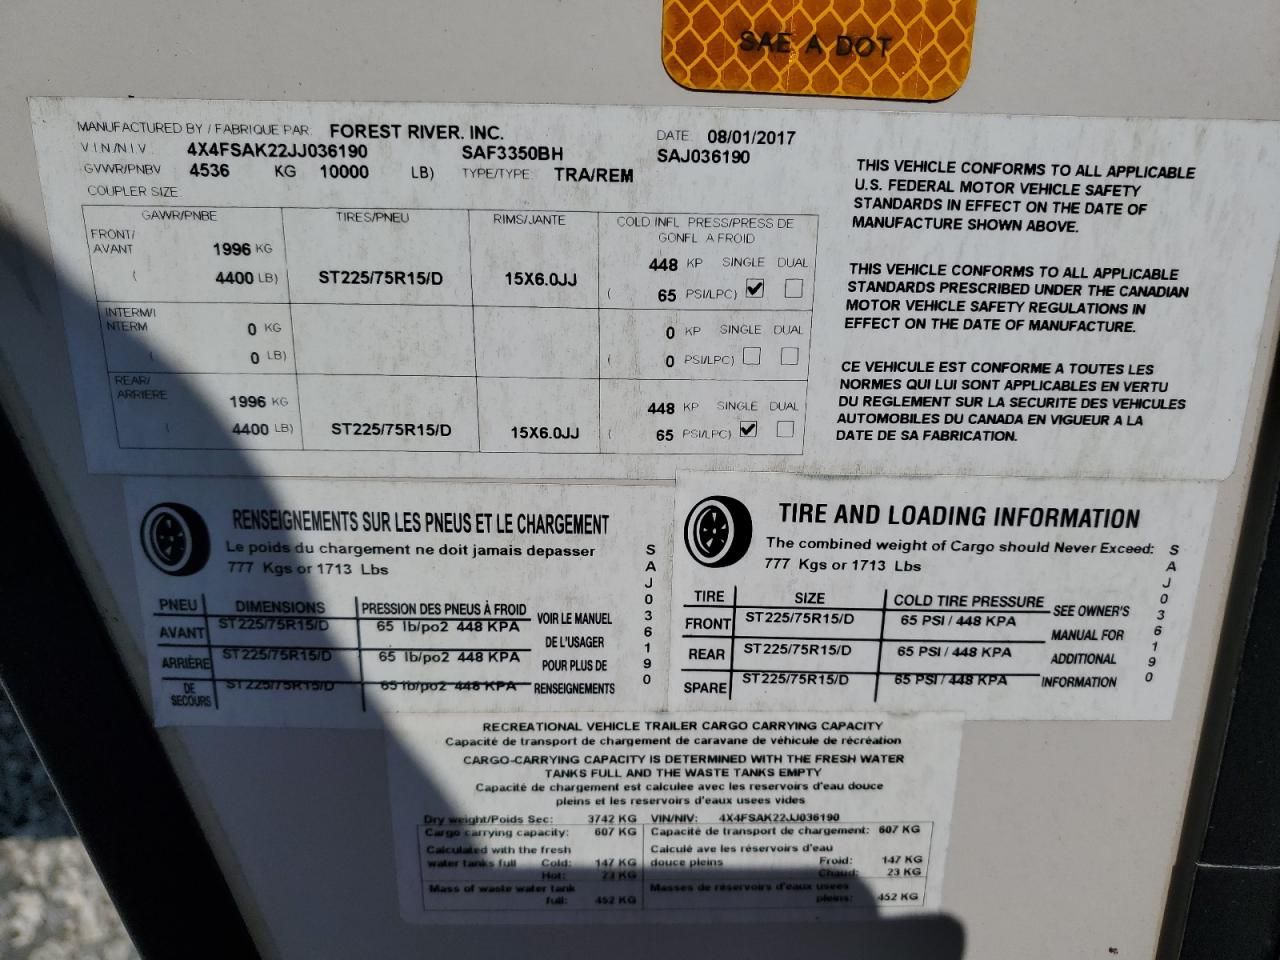 SAE A DOT
MANUFACTURED BY / FABRIQUE PAR. FOREST RIVER. INC. DATE 08/01/2017
V.I.N./N.I.V. 4X4FSAK22JJ036190 SAF3350BH SAJ036190
GVWR/PNBV 4536 KG 10000 LB) TYPE/TYPE TRA/REM
COUPLER SIZE
GAWR/PNBE TIRES/PNEU RIMS/JANTE COLD INFL PRESS/PRESS DE
GONFL A FROID
FRONT/
AVANT 1996 KG 448 KP SINGLE DUAL
( 4400 LB) ST225/75R15/D 15X6.0JJ ( 65 PSI/LPC) ✔
INTERM/I
NTERM 0 KG 0 KP SINGLE DUAL
( 0 LB) ( 0 PSI/LPC)
REAR/
ARRIERE 1996 KG 448 KP SINGLE DUAL
( 4400 LB) ST225/75R15/D 15X6.0JJ ( 65 PSI/LPC) ✔
THIS VEHICLE CONFORMS TO ALL APPLICABLE
U.S. FEDERAL MOTOR VEHICLE SAFETY
STANDARDS IN EFFECT ON THE DATE OF
MANUFACTURE SHOWN ABOVE.
THIS VEHICLE CONFORMS TO ALL APPLICABLE
STANDARDS PRESCRIBED UNDER THE CANADIAN
MOTOR VEHICLE SAFETY REGULATIONS IN
EFFECT ON THE DATE OF MANUFACTURE.
CE VEHICULE EST CONFORME A TOUTES LES
NORMES QUI LUI SONT APPLICABLES EN VERTU
DU REGLEMENT SUR LA SECURITE DES VEHICULES
AUTOMOBILES DU CANADA EN VIGUEUR A LA
DATE DE SA FABRICATION.
RENSEIGNEMENTS SUR LES PNEUS ET LE CHARGEMENT
Le poids du chargement ne doit jamais depasser
777 Kgs or 1713 Lbs
PNEU DIMENSIONS PRESSION DES PNEUS À FROID
AVANT ST225/75R15/D 65 lb/po2 448 KPA
ARRIÈRE ST225/75R15/D 65 lb/po2 448 KPA
DE SECOURS ST225/75R15/D 65 lb/po2 448 KPA
VOIR LE MANUEL
DE L'USAGER
POUR PLUS DE
RENSEIGNEMENTS
SAJ036190
TIRE AND LOADING INFORMATION
The combined weight of Cargo should Never Exceed:
777 Kgs or 1713 Lbs
TIRE SIZE COLD TIRE PRESSURE
FRONT ST225/75R15/D 65 PSI / 448 KPA
REAR ST225/75R15/D 65 PSI / 448 KPA
SPARE ST225/75R15/D 65 PSI / 448 KPA
SEE OWNER'S
MANUAL FOR
ADDITIONAL
INFORMATION
SAJ036190
RECREATIONAL VEHICLE TRAILER CARGO CARRYING CAPACITY
Capacité de transport de chargement de caravane de véhicule de récréation
CARGO-CARRYING CAPACITY IS DETERMINED WITH THE FRESH WATER
TANKS FULL AND THE WASTE TANKS EMPTY
Capacité de chargement est calculee avec les reservoirs d'eau douce
pleins et les reservoirs d'eaux usees vides
Dry weight/Poids Sec: 3742 KG VIN/NIV: 4X4FSAK22JJ036190
Cargo carrying capacity: 607 KG Capacité de transport de chargement: 607 KG
Calculated with the fresh Calculé ave les réservoirs d'eau
water tanks full Cold: 147 KG douce pleins Froid: 147 KG
Hot: 23 KG Chaud: 23 KG
Mass of waste water tank Masses de réservoirs d'eaux usees
full: 452 KG pleins: 452 KG